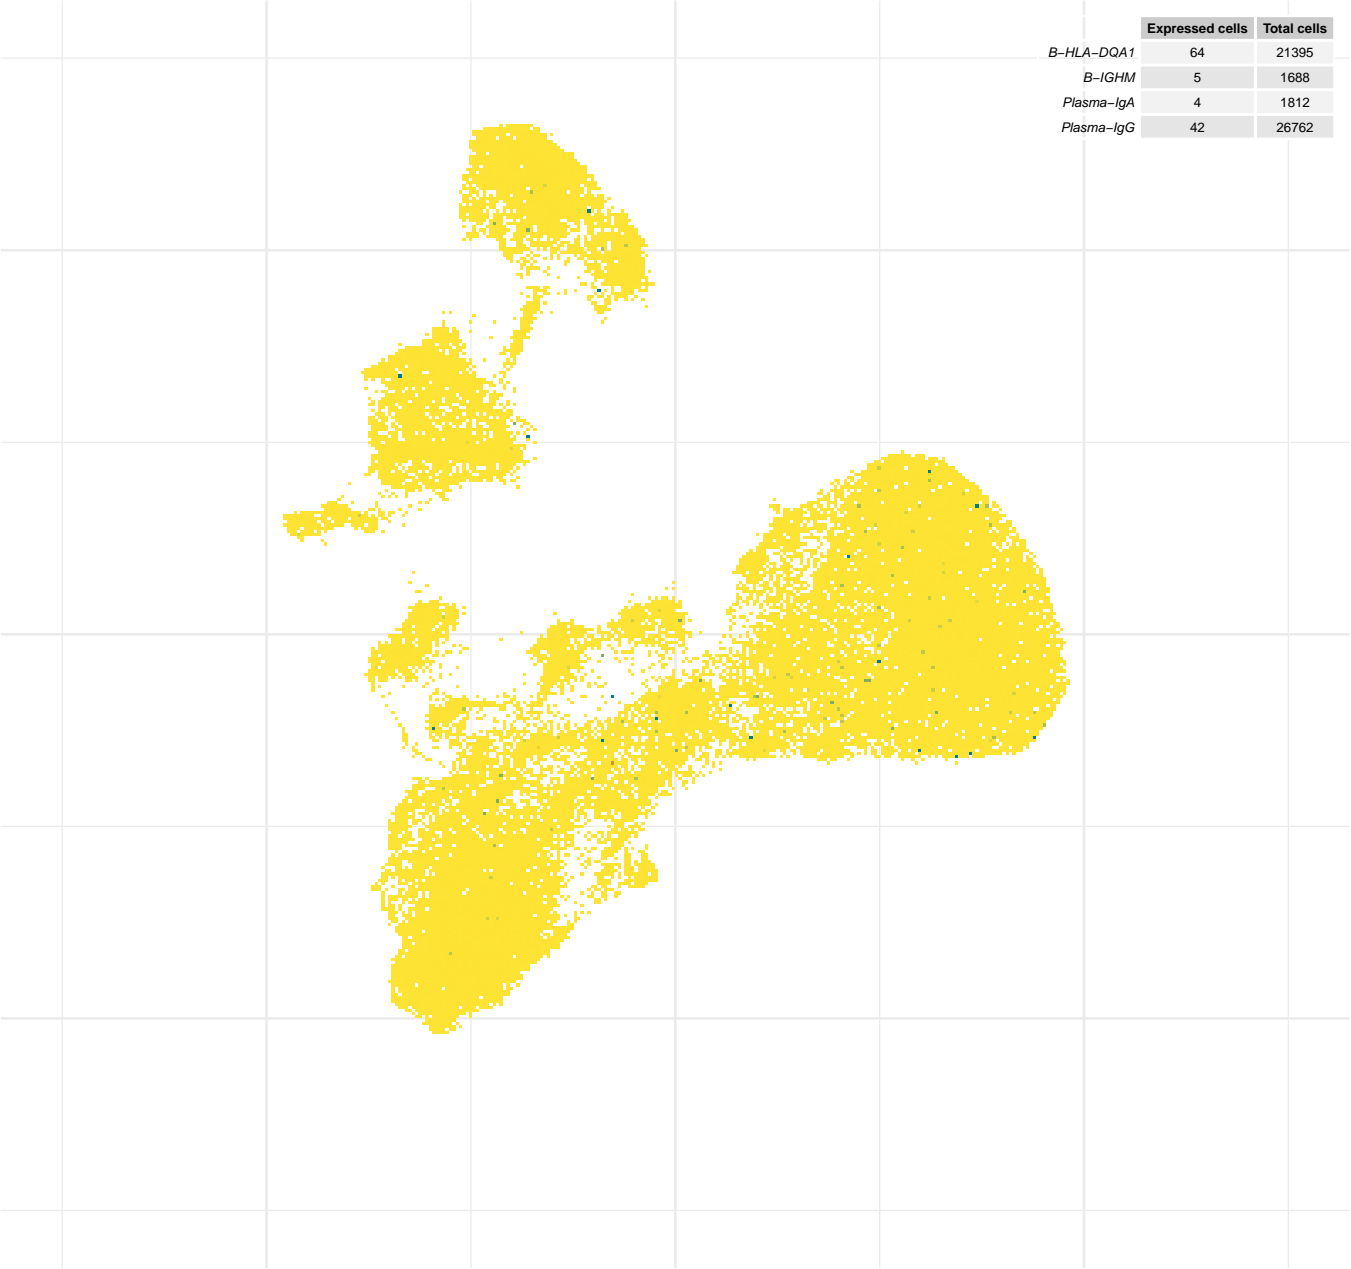 Expressed cells Total cells
B−HLA−DQA1 64 21395
B−IGHM 5 1688
Plasma−IgA 4 1812
Plasma−IgG 42 26762